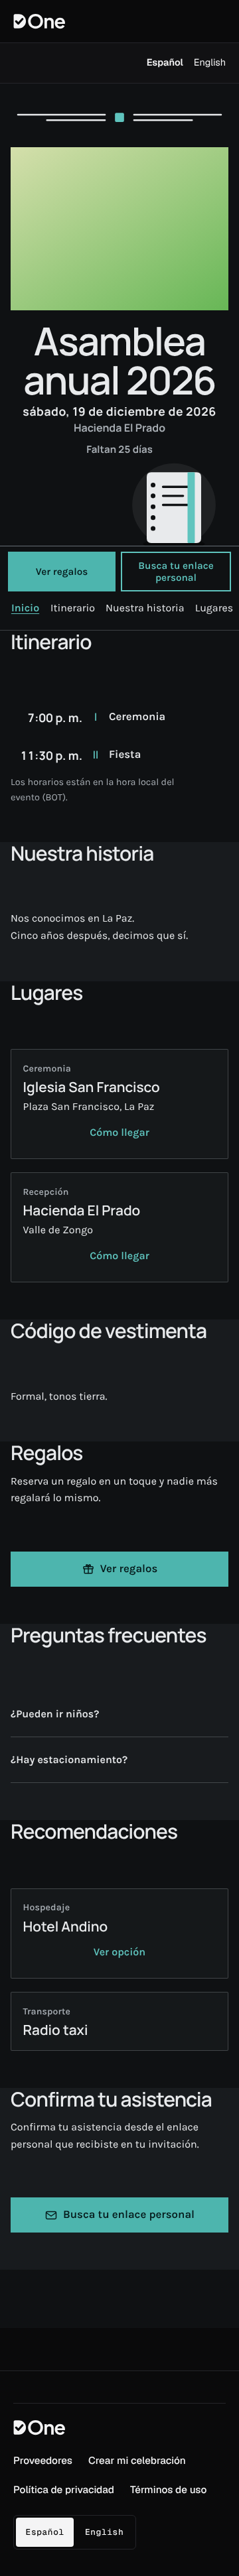 One
Español English
Asamblea
anual 2026
sábado, 19 de diciembre de 2026
Hacienda El Prado
Faltan 25 días
Ver regalos
Busca tu enlace
personal
Inicio Itinerario Nuestra historia Lugares
Itinerario
7:00 p. m. | Ceremonia
11:30 p. m. || Fiesta
Los horarios están en la hora local del
evento (BOT).
Nuestra historia
Nos conocimos en La Paz.
Cinco años después, decimos que sí.
Lugares
Ceremonia
Iglesia San Francisco
Plaza San Francisco, La Paz
Cómo llegar
Recepción
Hacienda El Prado
Valle de Zongo
Cómo llegar
Código de vestimenta
Formal, tonos tierra.
Regalos
Reserva un regalo en un toque y nadie más
regalará lo mismo.
Ver regalos
Preguntas frecuentes
¿Pueden ir niños?
¿Hay estacionamiento?
Recomendaciones
Hospedaje
Hotel Andino
Ver opción
Transporte
Radio taxi
Confirma tu asistencia
Confirma tu asistencia desde el enlace
personal que recibiste en tu invitación.
Busca tu enlace personal
One
Proveedores Crear mi celebración
Política de privacidad Términos de uso
Español English